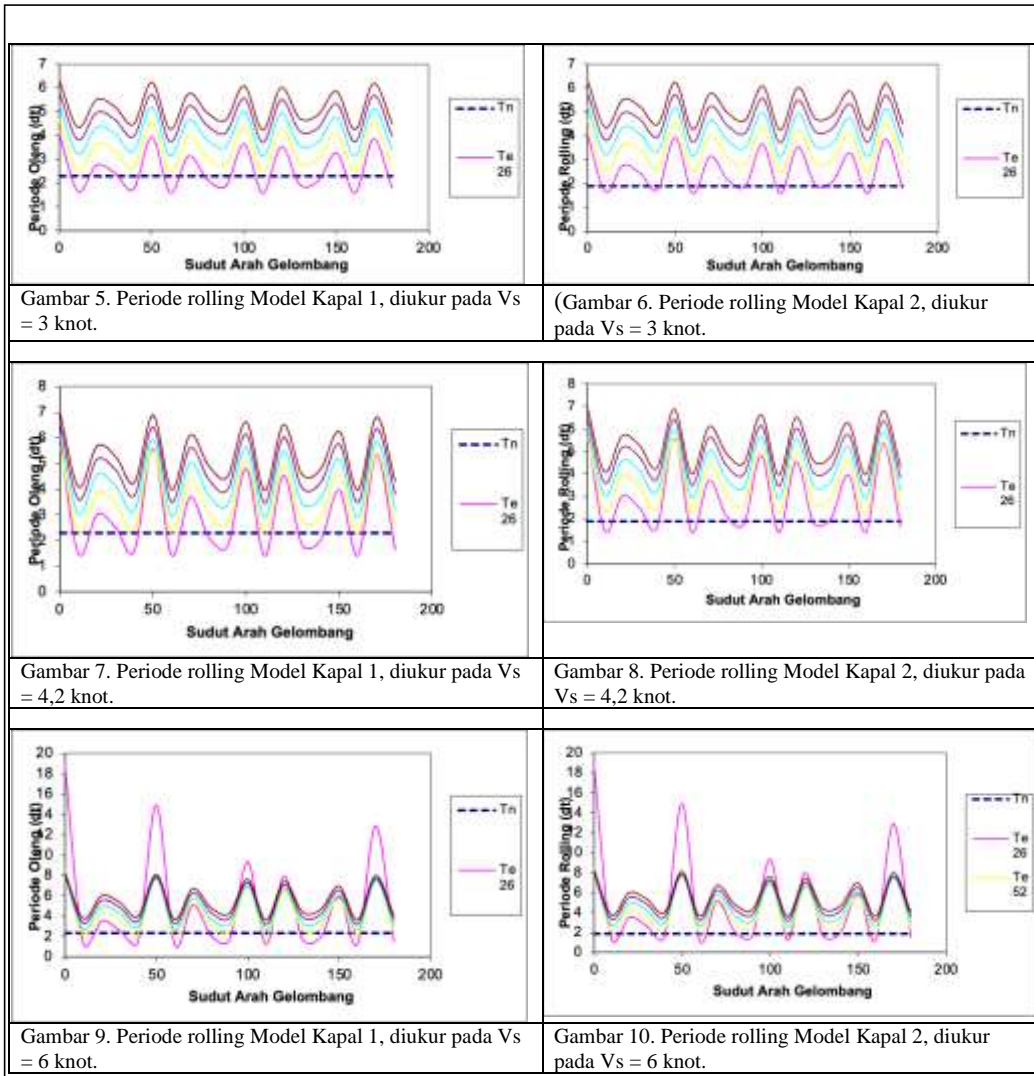 7
6
5
4
3
2
1
0
Periode Oleng (dt)
0 50 100 150 200
Sudut Arah Gelombang
Tn
Te
26
7
6
5
4
3
2
1
0
Periode Rolling (dt)
0 50 100 150 200
Sudut Arah Gelombang
Tn
Te
26
Gambar 5. Periode rolling Model Kapal 1, diukur pada Vs
= 3 knot.
(Gambar 6. Periode rolling Model Kapal 2, diukur
pada Vs = 3 knot.
8
7
6
5
4
3
2
1
0
Periode Oleng (dt)
0 50 100 150 200
Sudut Arah Gelombang
Tn
Te
26
8
7
6
5
4
3
2
1
0
Periode Rolling (dt)
0 50 100 150 200
Sudut Arah Gelombang
Tn
Te
26
Gambar 7. Periode rolling Model Kapal 1, diukur pada Vs
= 4,2 knot.
Gambar 8. Periode rolling Model Kapal 2, diukur pada
Vs = 4,2 knot.
20
18
16
14
12
10
8
6
4
2
0
Periode Oleng (dt)
0 50 100 150 200
Sudut Arah Gelombang
Tn
Te
26
20
18
16
14
12
10
8
6
4
2
0
Periode Rolling (dt)
0 50 100 150 200
Sudut Arah Gelombang
Tn
Te
26
Te
52
Gambar 9. Periode rolling Model Kapal 1, diukur pada Vs
= 6 knot.
Gambar 10. Periode rolling Model Kapal 2, diukur
pada Vs = 6 knot.